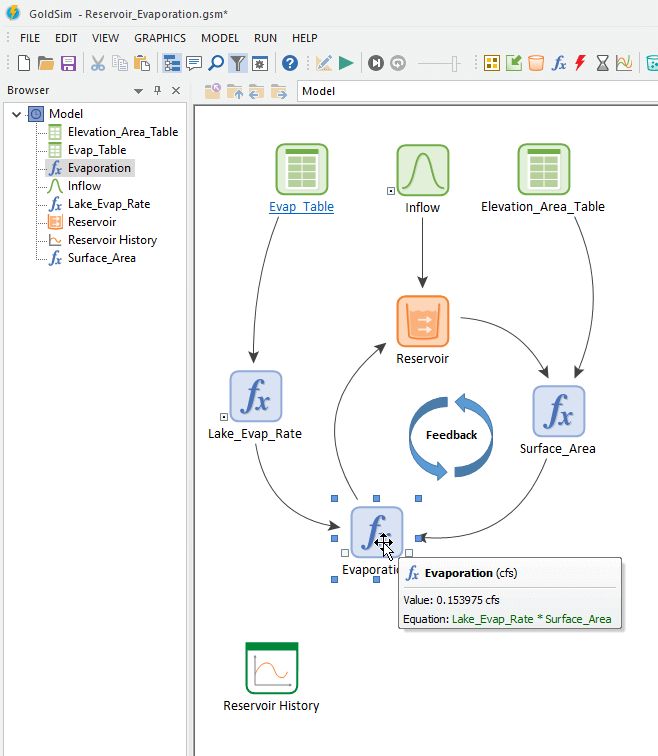 GoldSim - Reservoir_Evaporation.gsm*
FILE EDIT VIEW GRAPHICS MODEL RUN HELP
Browser
Model
Model
Elevation_Area_Table
Evap_Table
Evaporation
Inflow
Lake_Evap_Rate
Reservoir
Reservoir History
Surface_Area
Evap_Table
Inflow
Elevation_Area_Table
Reservoir
Lake_Evap_Rate
Feedback
Surface_Area
Evaporatio
Evaporation (cfs)
Value: 0.153975 cfs
Equation: Lake_Evap_Rate * Surface_Area
Reservoir History